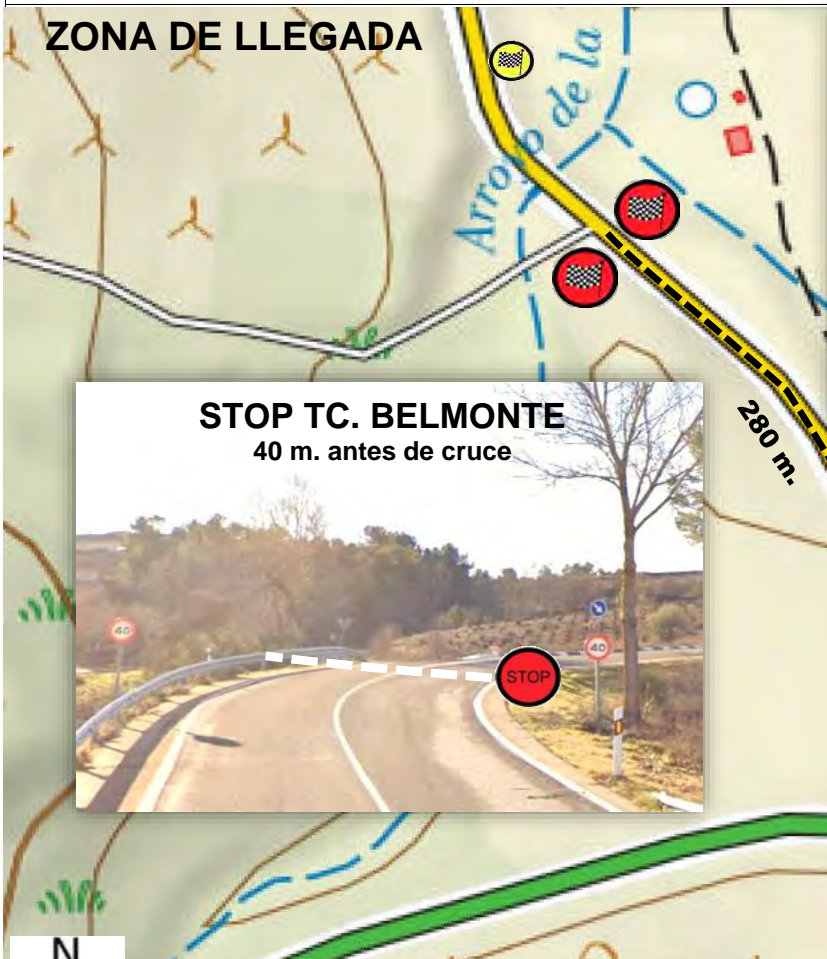 ZONA DE LLEGADA
Arroyo de la
280 m.
STOP TC. BELMONTE
40 m. antes de cruce
40
40
STOP
N